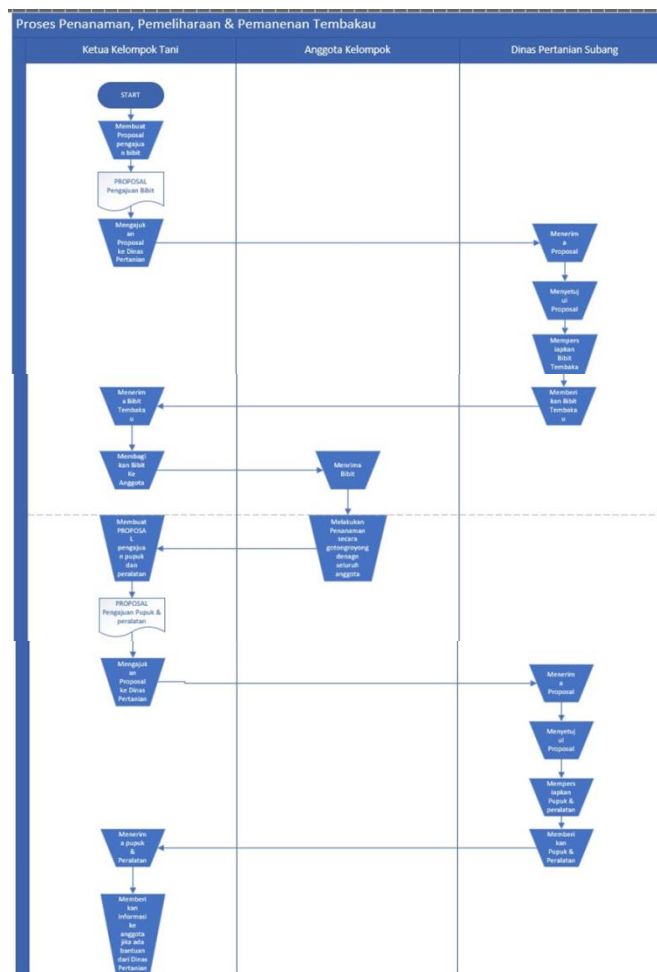 Proses Penanaman, Pemeliharaan & Pemanenan Tembakau
Ketua Kelompok Tani
Anggota Kelompok
Dinas Pertanian Subang
START
Membuat
Proposal
pengajua
n bibit
PROPOSAL
Pengajuan Bibit
Mengajuk
an
Proposal
ke Dinas
Pertanian
Menerim
a
Proposal
Menyetuj
ui
Proposal
Mempers
iapkan
Bibit
Tembaka
Memberi
kan Bibit
Tembaka
u
Menerim
a Bibit
Tembaka
u
Membagi
kan Bibit
Ke
Anggota
Menrima
Bibit
Melakukan
Penanaman
secara
gotongroyong
denagn
seluruh
anggota
Membuat
PROPOSA
L
pengajua
n pupuk
dan
peralatan
PROPOSAL
Pengajuan Pupuk &
peralatan
Mengajuk
an
Proposal
ke Dinas
Pertanian
Menerim
a
Proposal
Menyetuj
ui
Proposal
Mempers
iapkan
Pupuk &
peralatan
Memberi
kan
Pupuk &
Peralatan
Menerim
a pupuk
&
Peralatan
Memberi
kan
Informasi
ke
anggota
jika ada
bantuan
dari Dinas
Pertanian